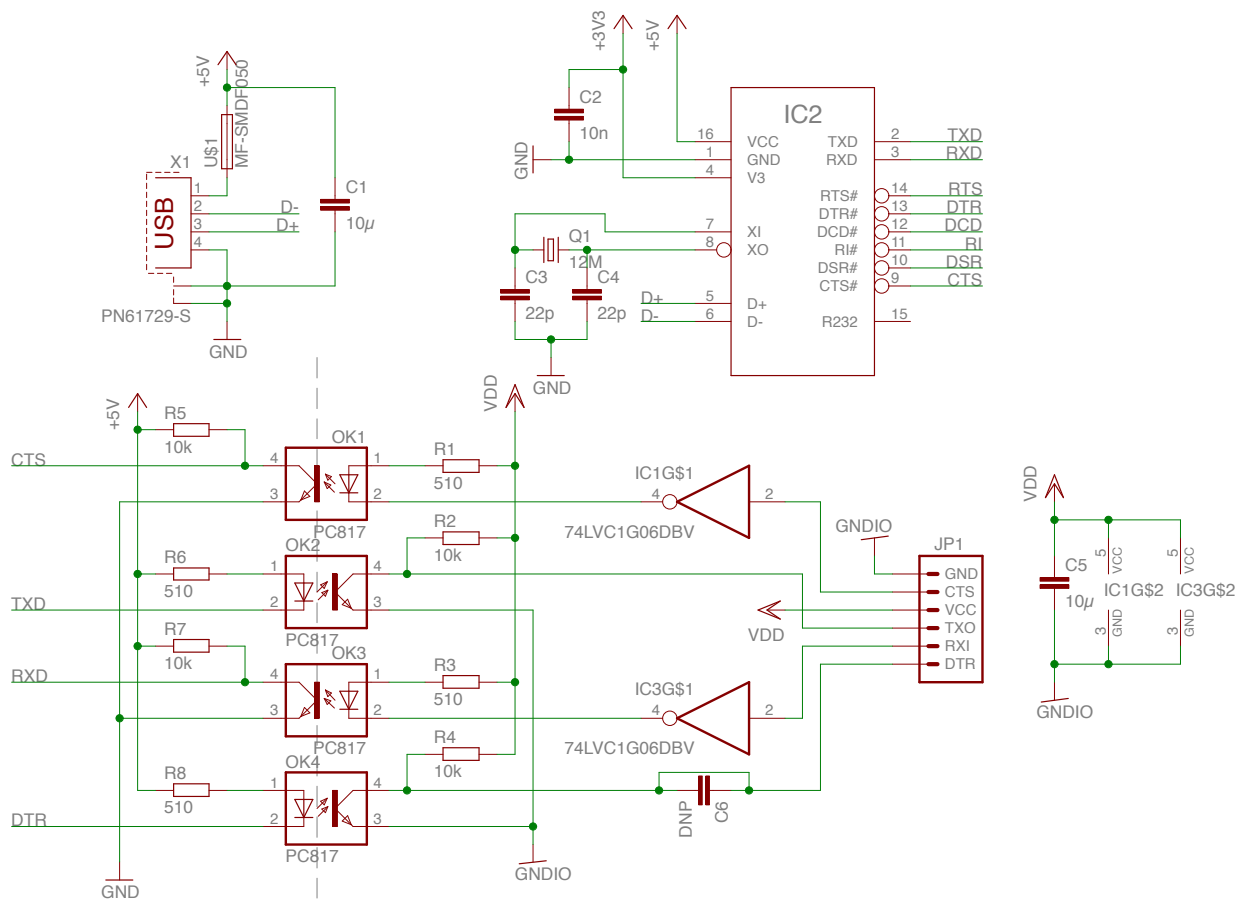 +5V
U$1
MF-SMDF050
X1
USB
1
2
3
4
D-
D+
PN61729-S
GND
C1
10µ
+3V3
+5V
C2
10n
GND
IC2
16 VCC
1 GND
4 V3
7 XI
8 XO
5 D+
6 D-
TXD 2 TXD
RXD 3 RXD
RTS# 14 RTS
DTR# 13 DTR
DCD# 12 DCD
RI# 11 RI
DSR# 10 DSR
CTS# 9 CTS
R232 15
Q1
12M
C3
22p
C4
22p
D+
D-
GND
+5V
VDD
R5
10k
CTS
OK1
4
3
1
2
PC817
R1
510
IC1G$1
4
2
74LVC1G06DBV
R2
10k
R6
510
TXD
OK2
1
2
4
3
PC817
R7
10k
RXD
OK3
4
3
1
2
PC817
R3
510
IC3G$1
4
2
74LVC1G06DBV
R4
10k
R8
510
DTR
OK4
1
2
4
3
PC817
DNP
C6
GND
GNDIO
GNDIO
VDD
JP1
GND
CTS
VCC
TXO
RXI
DTR
VDD
C5
10µ
5
VCC
IC1G$2
3
GND
5
VCC
IC3G$2
3
GND
GNDIO